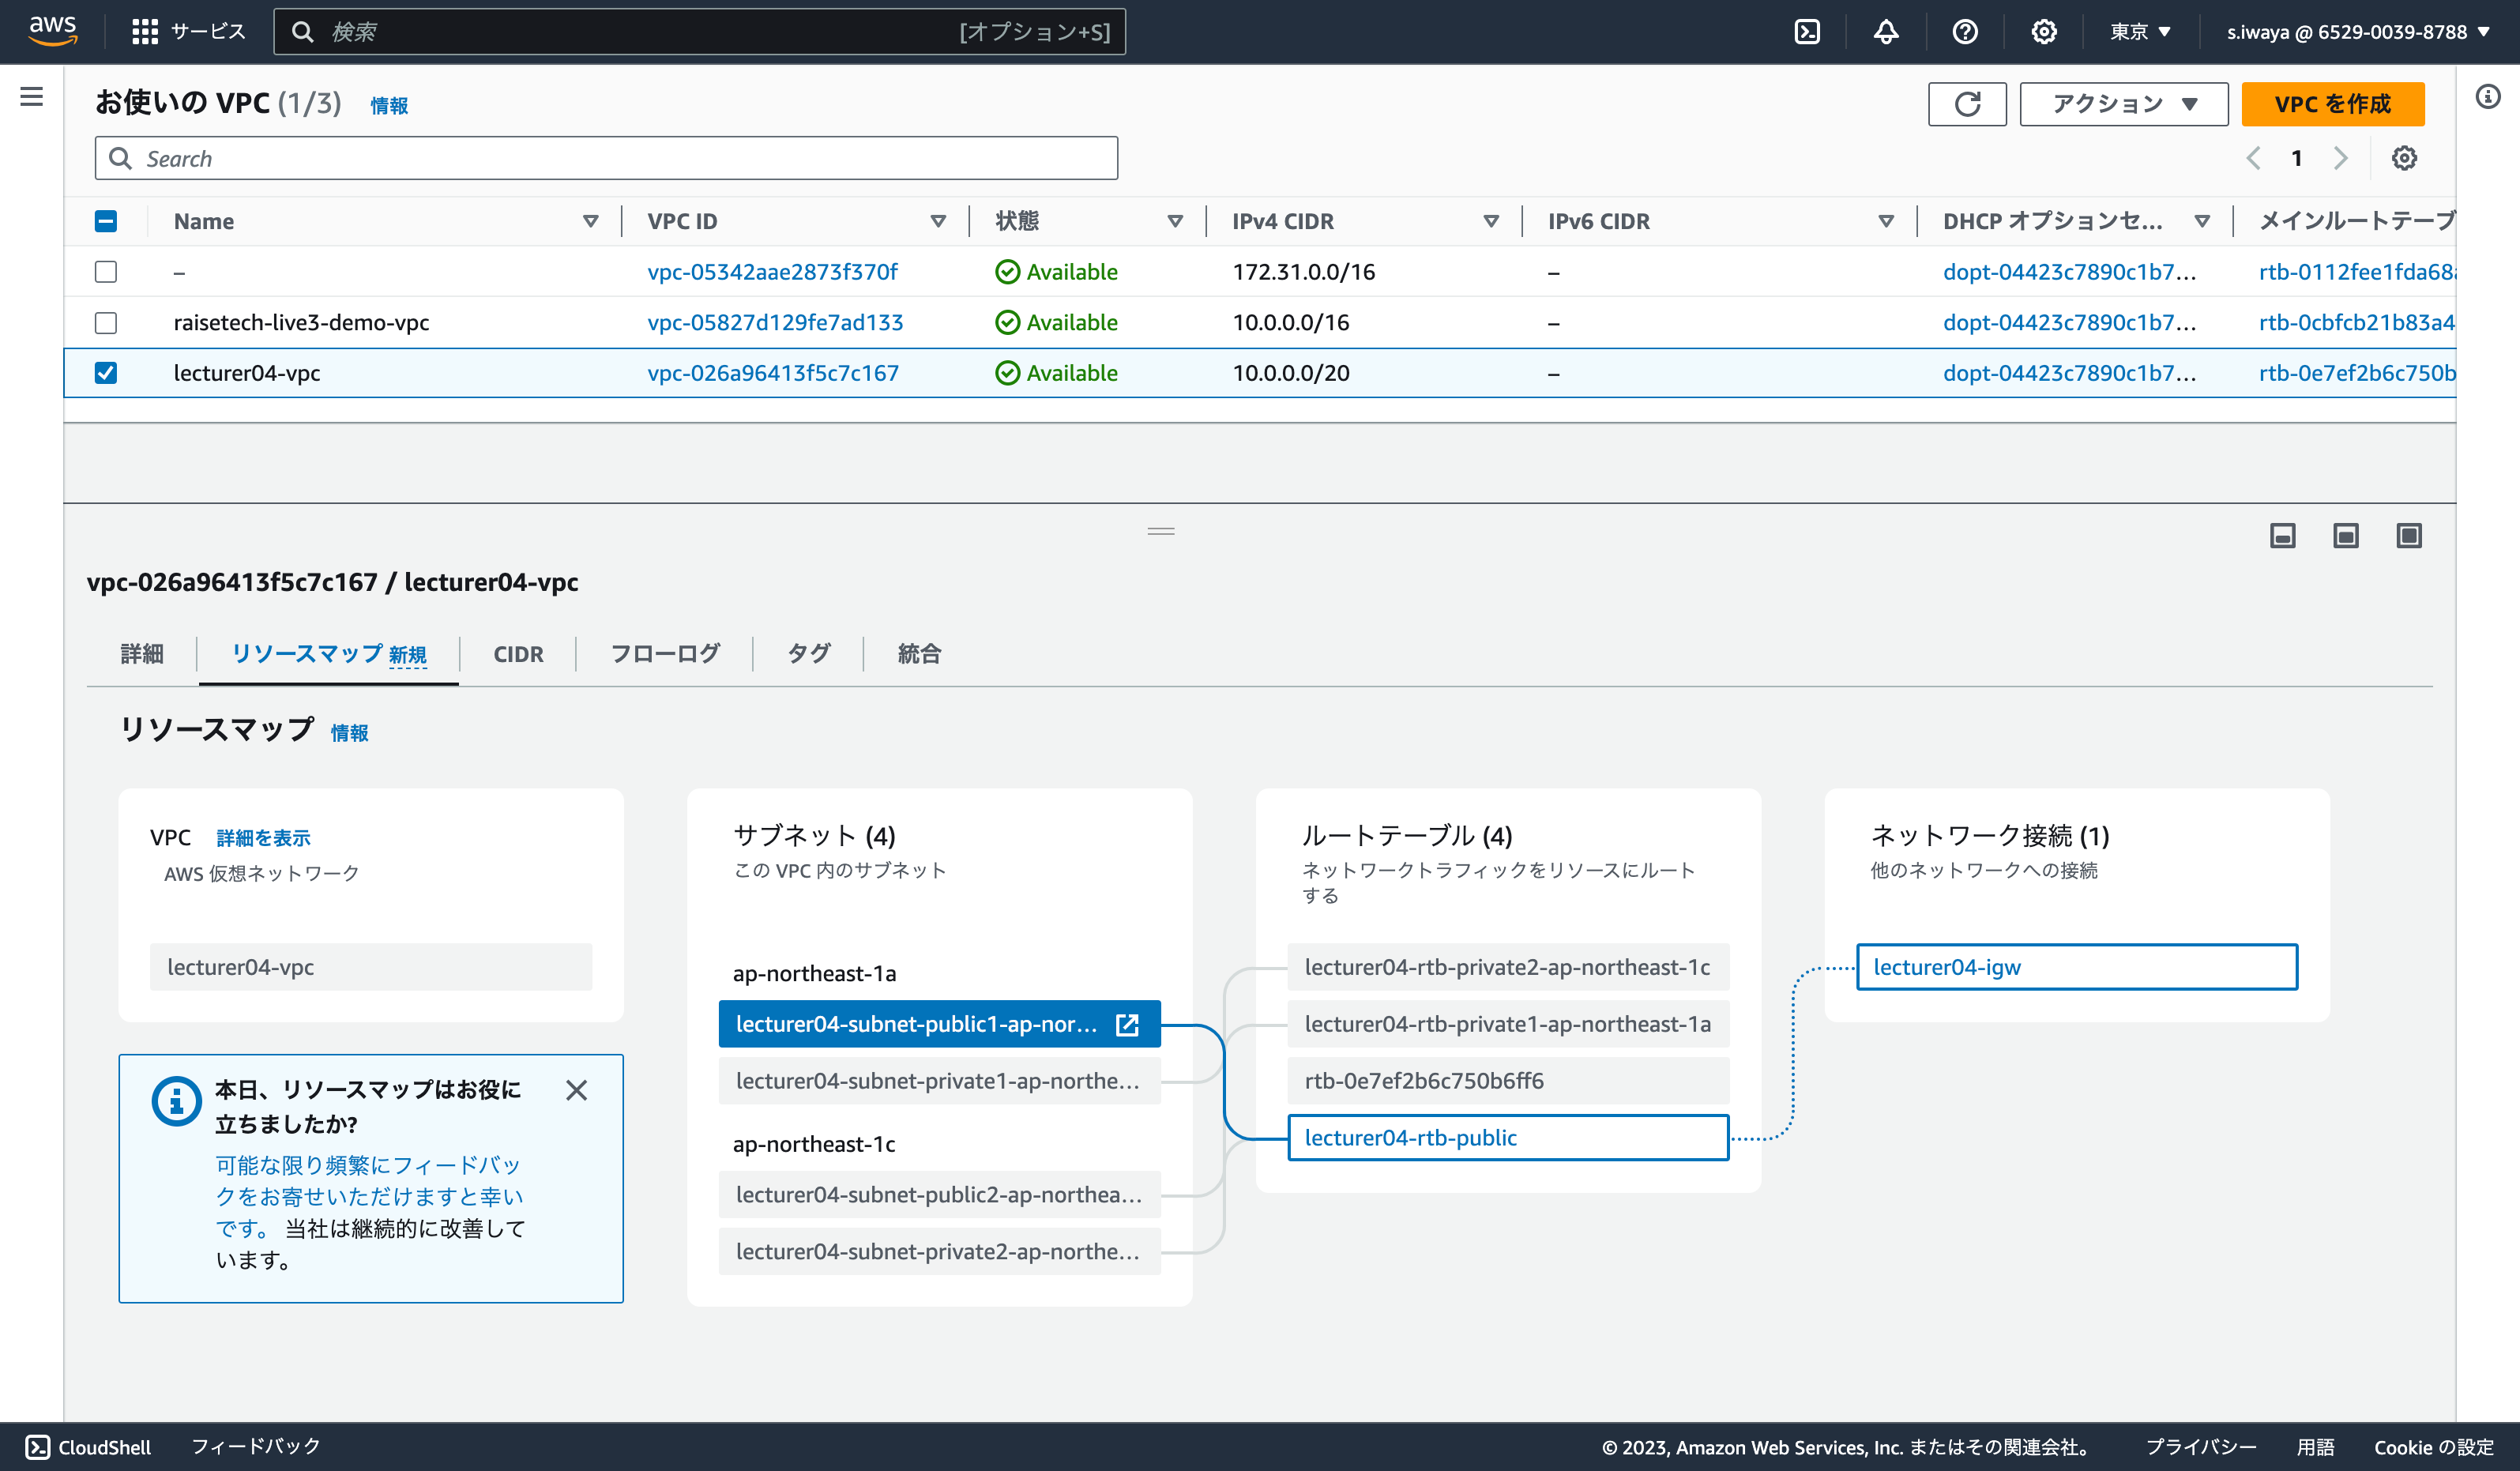 aws
サービス
検索
[オプション+S]
東京
s.iwaya @ 6529-0039-8788
お使いの VPC (1/3) 情報
アクション
VPC を作成
Search
1
Name VPC ID 状態 IPv4 CIDR IPv6 CIDR DHCP オプションセ... メインルートテーブ
– vpc-05342aae2873f370f Available 172.31.0.0/16 – dopt-04423c7890c1b7... rtb-0112fee1fda68
raisetech-live3-demo-vpc vpc-05827d129fe7ad133 Available 10.0.0.0/16 – dopt-04423c7890c1b7... rtb-0cbfcb21b83a4
lecturer04-vpc vpc-026a96413f5c7c167 Available 10.0.0.0/20 – dopt-04423c7890c1b7... rtb-0e7ef2b6c750b
vpc-026a96413f5c7c167 / lecturer04-vpc
詳細 リソースマップ 新規 CIDR フローログ タグ 統合
リソースマップ 情報
VPC 詳細を表示
AWS 仮想ネットワーク
lecturer04-vpc
本日、リソースマップはお役に
立ちましたか?
可能な限り頻繁にフィードバッ
クをお寄せいただけますと幸い
です。 当社は継続的に改善して
います。
サブネット (4)
この VPC 内のサブネット
ap-northeast-1a
lecturer04-subnet-public1-ap-nor...
lecturer04-subnet-private1-ap-northe...
ap-northeast-1c
lecturer04-subnet-public2-ap-northea...
lecturer04-subnet-private2-ap-northe...
ルートテーブル (4)
ネットワークトラフィックをリソースにルート
する
lecturer04-rtb-private2-ap-northeast-1c
lecturer04-rtb-private1-ap-northeast-1a
rtb-0e7ef2b6c750b6ff6
lecturer04-rtb-public
ネットワーク接続 (1)
他のネットワークへの接続
lecturer04-igw
CloudShell フィードバック © 2023, Amazon Web Services, Inc. またはその関連会社。 プライバシー 用語 Cookie の設定